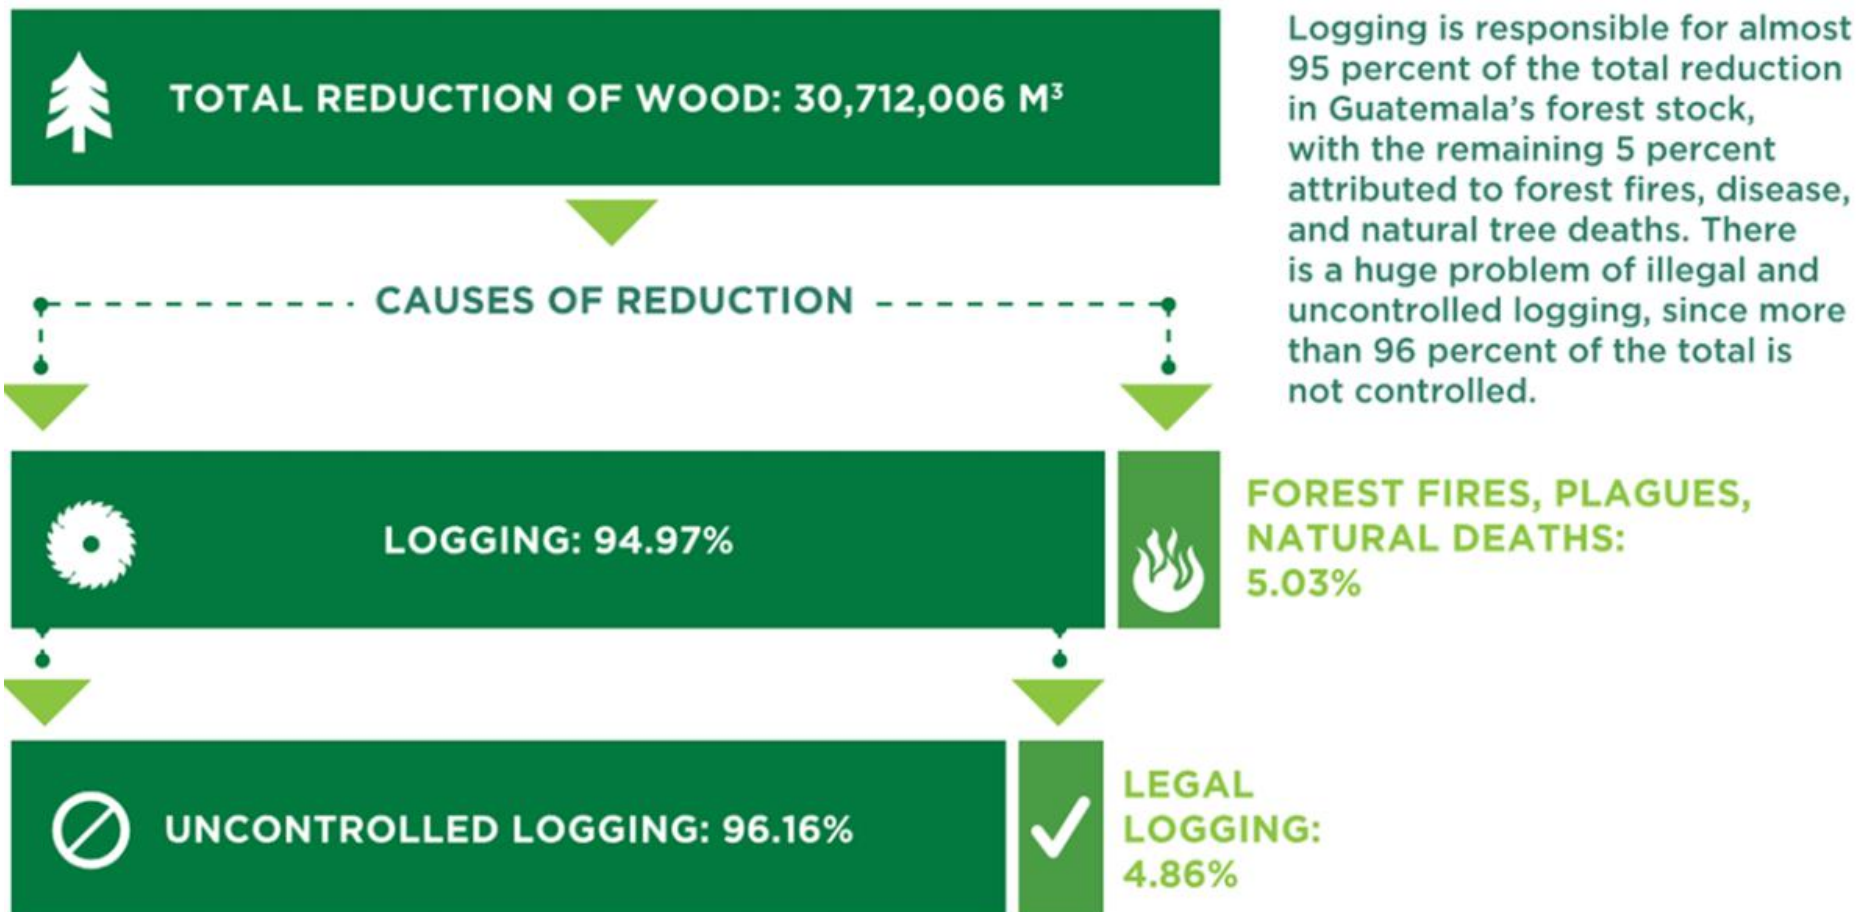 TOTAL REDUCTION OF WOOD: 30,712,006 M³
Logging is responsible for almost
95 percent of the total reduction
in Guatemala's forest stock,
with the remaining 5 percent
attributed to forest fires, disease,
and natural tree deaths. There
is a huge problem of illegal and
uncontrolled logging, since more
than 96 percent of the total is
not controlled.
CAUSES OF REDUCTION
LOGGING: 94.97%
FOREST FIRES, PLAGUES,
NATURAL DEATHS:
5.03%
UNCONTROLLED LOGGING: 96.16%
LEGAL
LOGGING:
4.86%